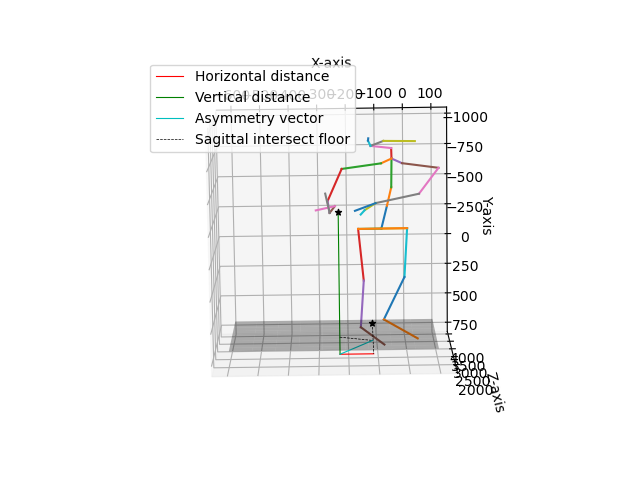 X-axis
Horizontal distance
Vertical distance
Asymmetry vector
Sagittal intersect floor
−100 0 100
−1000
−750
−500
−250
0
250
500
750
Y-axis
4000
3500
3000
2500
2000
Z-axis